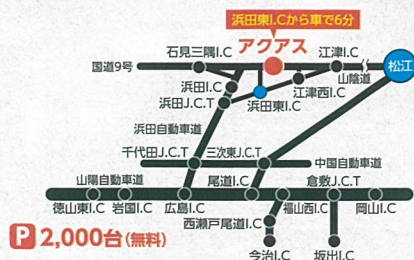 浜田東I.Cから車で6分
アクアス
石見三隅I.C
江津I.C
松江
国道9号
山陰道
浜田I.C
江津西I.C
浜田J.C.T
浜田東I.C
浜田自動車道
千代田J.C.T
三次東J.C.T
中国自動車道
山陽自動車道
尾道I.C
倉敷J.C.T
徳山東I.C
岩国I.C
広島I.C
福山西I.C
岡山I.C
西瀬戸尾道I.C
P 2,000台(無料)
今治I.C
坂出I.C